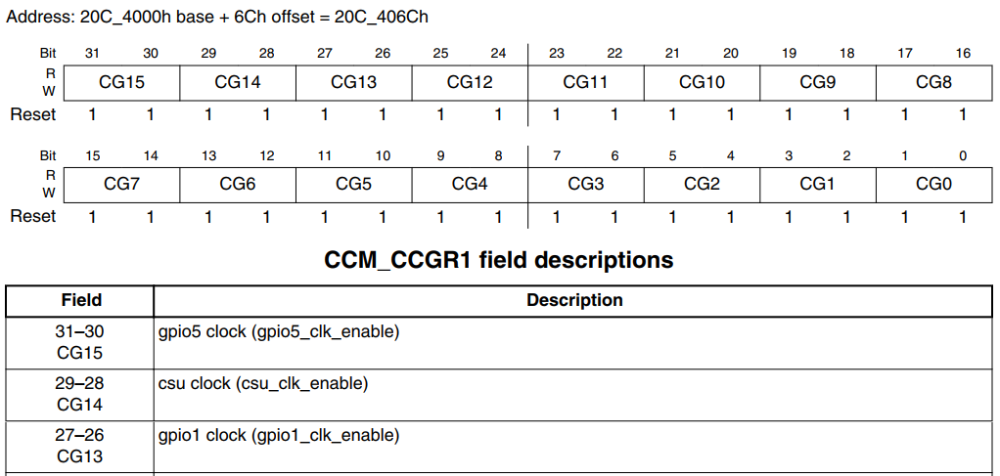 Address: 20C_4000h base + 6Ch offset = 20C_406Ch
Bit 31 30 29 28 27 26 25 24 23 22 21 20 19 18 17 16
R
CG15 CG14 CG13 CG12 CG11 CG10 CG9 CG8
W
Reset 1 1 1 1 1 1 1 1 1 1 1 1 1 1 1 1
Bit 15 14 13 12 11 10 9 8 7 6 5 4 3 2 1 0
R
CG7 CG6 CG5 CG4 CG3 CG2 CG1 CG0
W
Reset 1 1 1 1 1 1 1 1 1 1 1 1 1 1 1 1
CCM_CCGR1 field descriptions
Field Description
31–30 gpio5 clock (gpio5_clk_enable)
CG15
29–28 csu clock (csu_clk_enable)
CG14
27–26 gpio1 clock (gpio1_clk_enable)
CG13